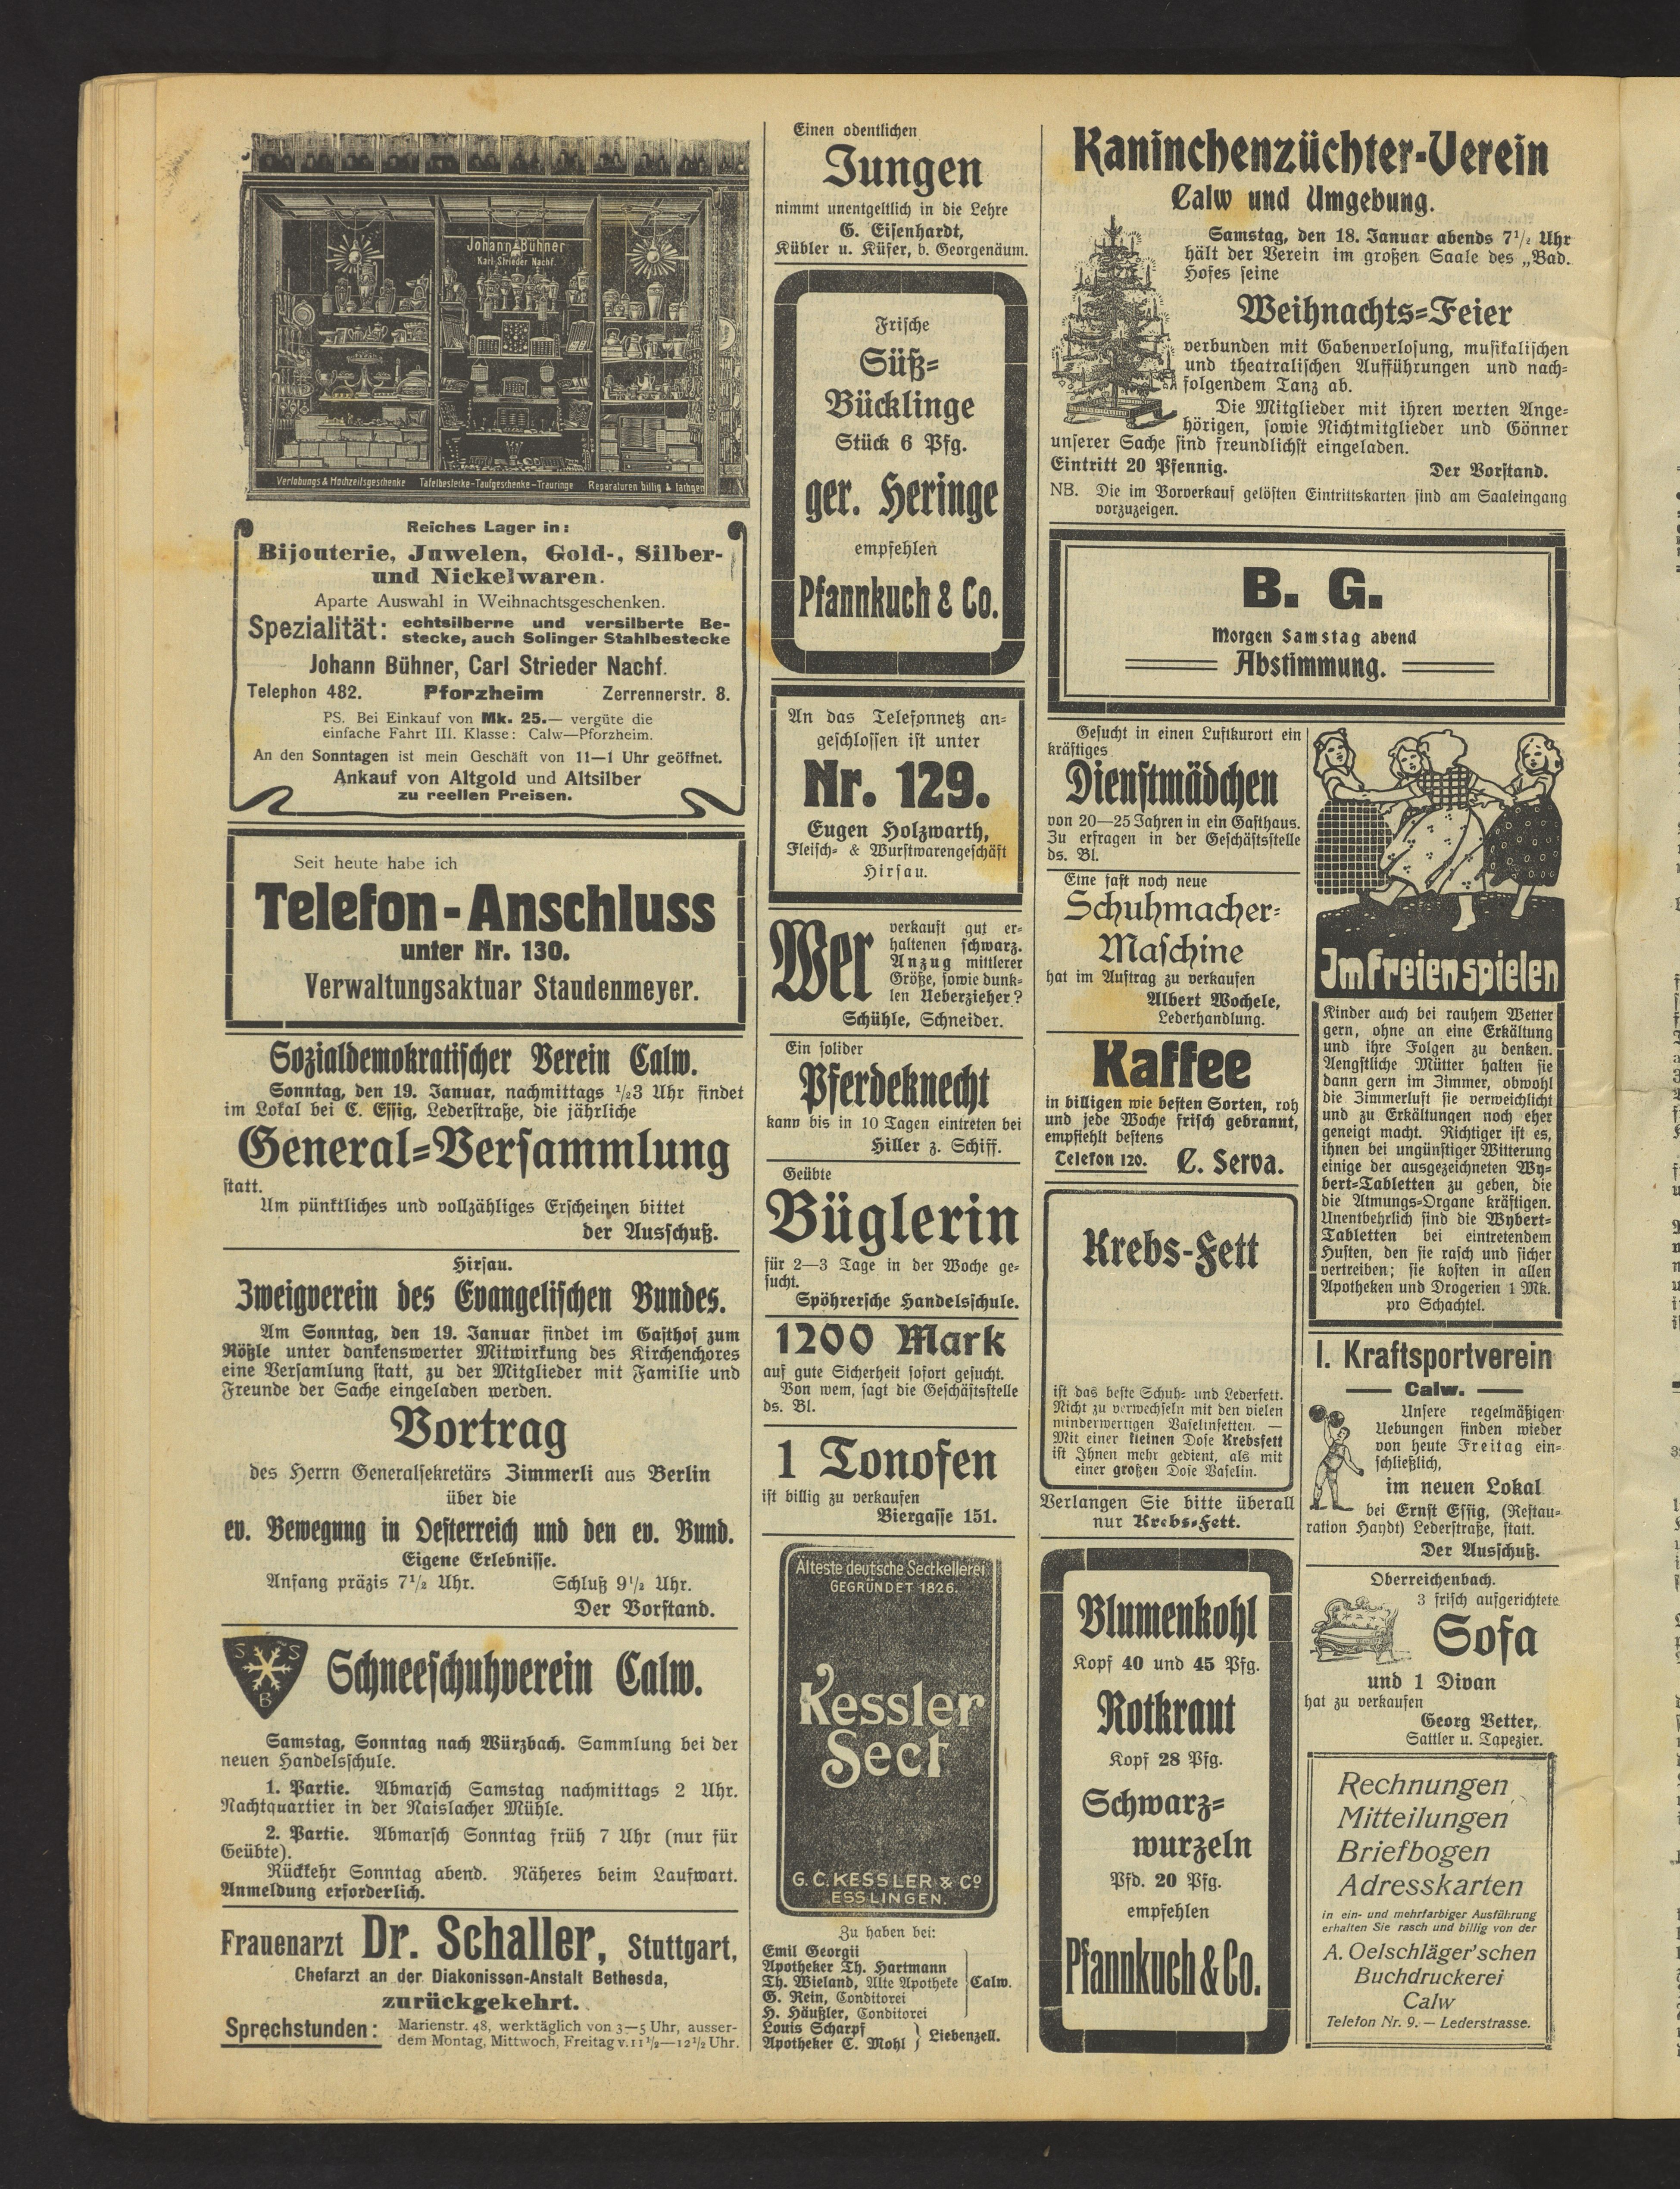 Johann Bühner
Karl Strieder Nachf.
Verlobungs & Hochzeitsgeschenke Tafelbestecke-Taufgeschenke-Trauringe Reparaturen billig &
Reiches Lager in:
Bijouterie, Juwelen, Gold-, Silber-
und Nickelwaren.
Aparte Auswahl in Weihnachtsgeschenken.
Spezialität: echtsilberne und versilberte Be-
stecke, auch Solinger Stahlbestecke
Johann Bühner, Carl Strieder Nachf.
Telephon 482. Pforzheim Zerrennerstr. 8.
PS. Bei Einkauf von Mk. 25.— vergüte die
einfache Fahrt III. Klasse: Calw—Pforzheim.
An den Sonntagen ist mein Geschäft von 11—1 Uhr geöffnet.
Ankauf von Altgold und Altsilber
zu reellen Preisen.
Seit heute habe ich
Telefon-Anschluss
unter Nr. 130.
Verwaltungsaktuar Staudenmeyer.
Sozialdemokratischer Verein Calw.
Sonntag, den 19. Januar, nachmittags ½3 Uhr findet
im Lokal bei C. Essig, Lederstraße, die jährliche
General-Versammlung
statt.
Um pünktliches und vollzähliges Erscheinen bittet
der Ausschuß.
Hirsau.
Zweigverein des Evangelischen Bundes.
Am Sonntag, den 19. Januar findet im Gasthof zum
Rößle unter dankenswerter Mitwirkung des Kirchenchores
eine Versamlung statt, zu der Mitglieder mit Familie und
Freunde der Sache eingeladen werden.
Vortrag
des Herrn Generalsekretärs Zimmerli aus Berlin
über die
ev. Bewegung in Oesterreich und den ev. Bund.
Eigene Erlebnisse.
Anfang präzis 7½ Uhr. Schluß 9½ Uhr.
Der Vorstand.
S S
B
Schneeschuhverein Calw.
Samstag, Sonntag nach Würzbach. Sammlung bei der
neuen Handelsschule.
1. Partie. Abmarsch Samstag nachmittags 2 Uhr.
Nachtquartier in der Naislacher Mühle.
2. Partie. Abmarsch Sonntag früh 7 Uhr (nur für
Geübte).
Rückkehr Sonntag abend. Näheres beim Laufwart.
Anmeldung erforderlich.
Frauenarzt Dr. Schaller, Stuttgart,
Chefarzt an der Diakonissen-Anstalt Bethesda,
zurückgekehrt.
Sprechstunden: Marienstr. 48, werktäglich von 3—5 Uhr, ausser-
dem Montag, Mittwoch, Freitag v. 11½—12½ Uhr.
Einen odentlichen
Jungen
nimmt unentgeltlich in die Lehre
G. Eisenhardt,
Kübler u. Küfer, b. Georgenäum.
Frische
Süß-
Bücklinge
Stück 6 Pfg.
ger. Heringe
empfehlen
Pfannkuch & Co.
An das Telefonnetz an-
geschlossen ist unter
Nr. 129.
Eugen Holzwarth,
Fleisch- & Wurstwarengeschäft
Hirsau.
Wer verkauft gut er-
haltenen schwarz.
Anzug mittlerer
Größe, sowie dunk-
len Ueberzieher?
Schühle, Schneider.
Ein solider
Pferdeknecht
kann bis in 10 Tagen eintreten bei
Hiller z. Schiff.
Geübte
Büglerin
für 2—3 Tage in der Woche ge-
sucht.
Spöhrersche Handelsschule.
1200 Mark
auf gute Sicherheit sofort gesucht.
Von wem, sagt die Geschäftsstelle
ds. Bl.
1 Tonofen
ist billig zu verkaufen
Biergasse 151.
Älteste deutsche Sectkellerei
GEGRÜNDET 1826.
Kessler
Sect
G. C. KESSLER & Co
ESSLINGEN.
Zu haben bei:
Emil Georgii
Apotheker Th. Hartmann
Th. Wieland, Alte Apotheke
G. Rein, Conditorei
H. Häußler, Conditorei
Calw.
Louis Scharpf
Apotheker C. Mohl
Liebenzell.
Kaninchenzüchter-Verein
Calw und Umgebung.
Samstag, den 18. Januar abends 7½ Uhr
hält der Verein im großen Saale des „Bad.
Hofes seine
Weihnachts-Feier
verbunden mit Gabenverlosung, musikalischen
und theatralischen Aufführungen und nach-
folgendem Tanz ab.
Die Mitglieder mit ihren werten Ange-
hörigen, sowie Nichtmitglieder und Gönner
unserer Sache sind freundlichst eingeladen.
Eintritt 20 Pfennig. Der Vorstand.
NB. Die im Vorverkauf gelösten Eintrittskarten sind am Saaleingang
vorzuzeigen.
B. G.
Morgen Samstag abend
Abstimmung.
Gesucht in einen Luftkurort ein
kräftiges
Dienstmädchen
von 20—25 Jahren in ein Gasthaus.
Zu erfragen in der Geschäftsstelle
ds. Bl.
Eine fast noch neue
Schuhmacher-
Maschine
hat im Auftrag zu verkaufen
Albert Wochele,
Lederhandlung.
Kaffee
in billigen wie besten Sorten, roh
und jede Woche frisch gebrannt,
empfiehlt bestens
Telefon 120. C. Serva.
Krebs-Fett
ist das beste Schuh- und Lederfett.
Nicht zu verwechseln mit den vielen
minderwertigen Vaselinfetten. —
Mit einer kleinen Dose Krebsfett
ist Ihnen mehr gedient, als mit
einer großen Dose Vaselin.
Verlangen Sie bitte überall
nur Krebs-Fett.
Blumenkohl
Kopf 40 und 45 Pfg.
Rotkraut
Kopf 28 Pfg.
Schwarz-
wurzeln
Pfd. 20 Pfg.
empfehlen
Pfannkuch & Co.
Im freien spielen
Kinder auch bei rauhem Wetter
gern, ohne an eine Erkältung
und ihre Folgen zu denken.
Aengstliche Mütter halten sie
dann gern im Zimmer, obwohl
die Zimmerluft sie verweichlicht
und zu Erkältungen noch eher
geneigt macht. Richtiger ist es,
ihnen bei ungünstiger Witterung
einige der ausgezeichneten Wy-
bert-Tabletten zu geben, die
die Atmungs-Organe kräftigen.
Unentbehrlich sind die Wybert-
Tabletten bei eintretendem
Husten, den sie rasch und sicher
vertreiben; sie kosten in allen
Apotheken und Drogerien 1 Mk.
pro Schachtel.
I. Kraftsportverein
Calw.
Unsere regelmäßigen
Uebungen finden wieder
von heute Freitag ein-
schließlich,
im neuen Lokal
bei Ernst Essig, (Restau-
ration Haydt) Lederstraße, statt.
Der Ausschuß.
Oberreichenbach.
3 frisch aufgerichtete
Sofa
und 1 Divan
hat zu verkaufen
Georg Vetter,
Sattler u. Tapezier.
Rechnungen
Mitteilungen
Briefbogen
Adresskarten
in ein- und mehrfarbiger Ausführung
erhalten Sie rasch und billig von der
A. Oelschläger'schen
Buchdruckerei
Calw
Telefon Nr. 9. — Lederstrasse.